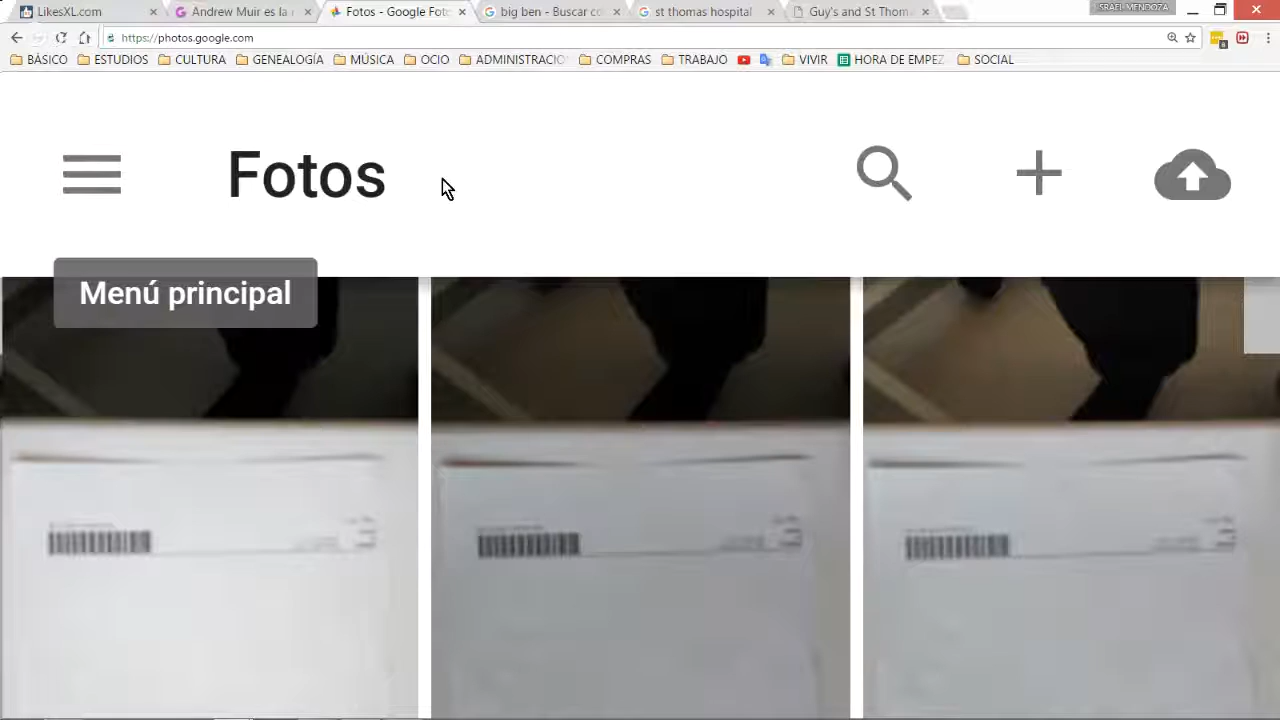 LikesXL.com
Andrew Muir es la
Fotos - Google Fo
big ben - Buscar co
st thomas hospital
Guy's and St Thom
ISRAEL MENDOZA
https://photos.google.com
BÁSICO
ESTUDIOS
CULTURA
GENEALOGÍA
MÚSICA
OCIO
ADMINISTRACIO
COMPRAS
TRABAJO
VIVIR
HORA DE EMPEZ
SOCIAL
Fotos
Menú principal